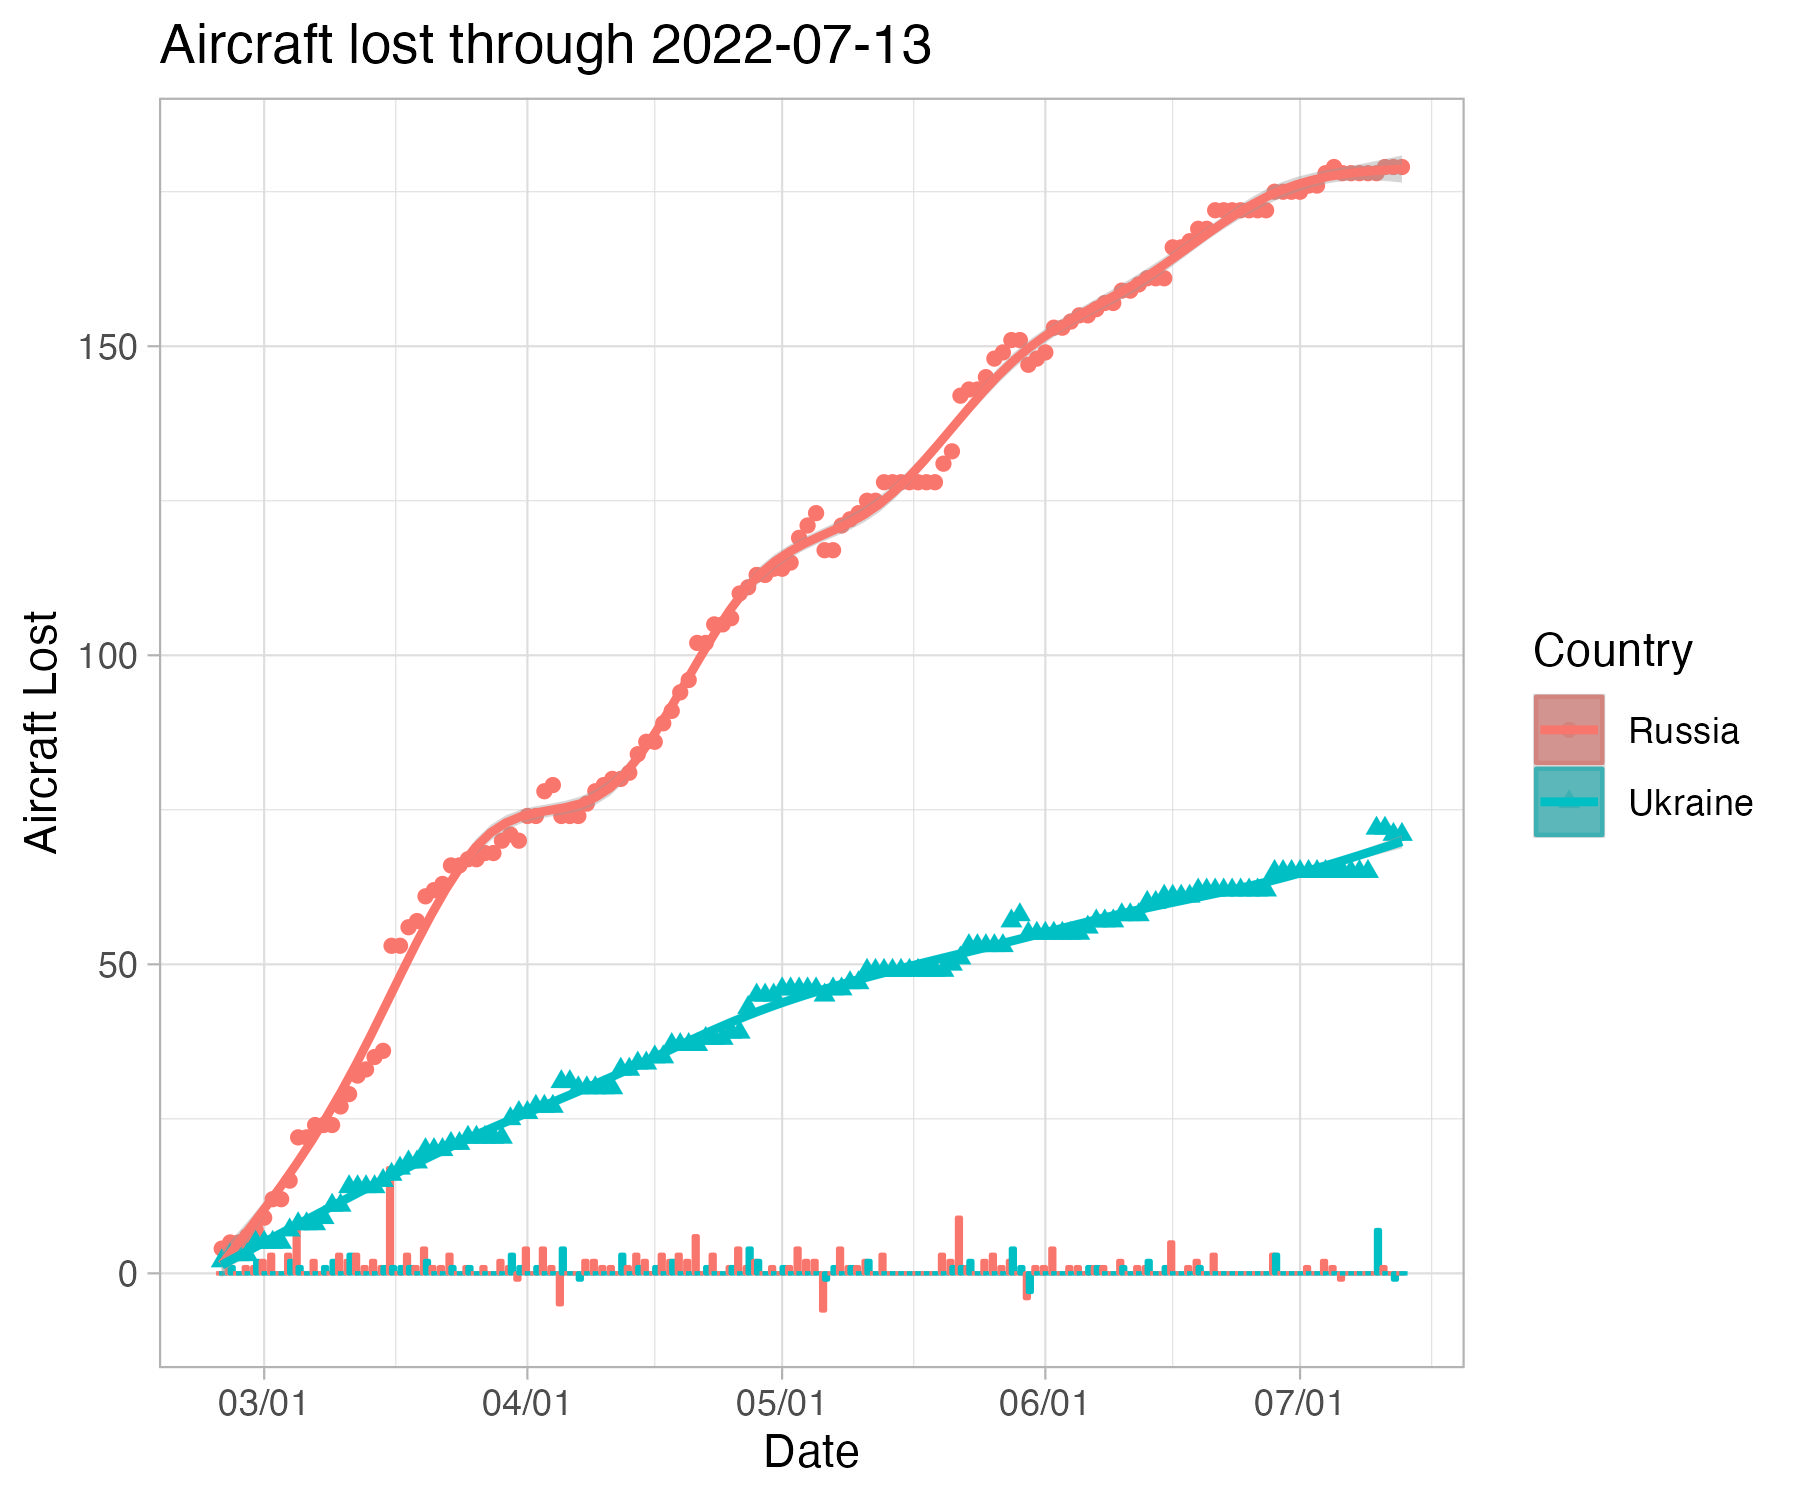 Aircraft lost through 2022-07-13
Aircraft Lost
150
100
50
0
03/01
04/01
05/01
06/01
07/01
Date
Country
Russia
Ukraine